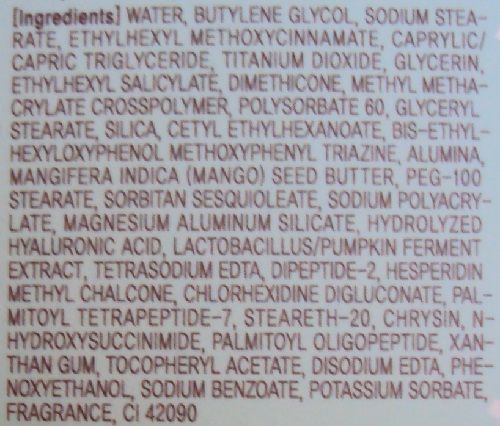 [Ingredients] WATER, BUTYLENE GLYCOL, SODIUM STEA-
RATE, ETHYLHEXYL METHOXYCINNAMATE, CAPRYLIC/
CAPRIC TRIGLYCERIDE, TITANIUM DIOXIDE, GLYCERIN,
ETHYLHEXYL SALICYLATE, DIMETHICONE, METHYL METHA-
CRYLATE CROSSPOLYMER, POLYSORBATE 60, GLYCERYL
STEARATE, SILICA, CETYL ETHYLHEXANOATE, BIS-ETHYL-
HEXYLOXYPHENOL METHOXYPHENYL TRIAZINE, ALUMINA,
MANGIFERA INDICA (MANGO) SEED BUTTER, PEG-100
STEARATE, SORBITAN SESQUIOLEATE, SODIUM POLYACRY-
LATE, MAGNESIUM ALUMINUM SILICATE, HYDROLYZED
HYALURONIC ACID, LACTOBACILLUS/PUMPKIN FERMENT
EXTRACT, TETRASODIUM EDTA, DIPEPTIDE-2, HESPERIDIN
METHYL CHALCONE, CHLORHEXIDINE DIGLUCONATE, PAL-
MITOYL TETRAPEPTIDE-7, STEARETH-20, CHRYSIN, N-
HYDROXYSUCCINIMIDE, PALMITOYL OLIGOPEPTIDE, XAN-
THAN GUM, TOCOPHERYL ACETATE, DISODIUM EDTA, PHE-
NOXYETHANOL, SODIUM BENZOATE, POTASSIUM SORBATE,
FRAGRANCE, CI 42090